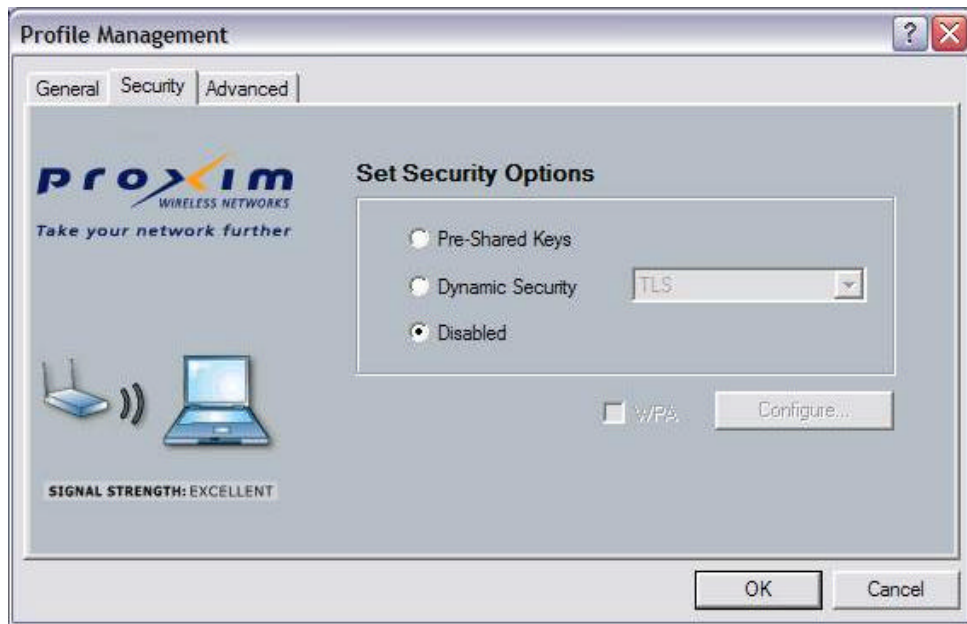 Profile Management
General Security Advanced
proxim
WIRELESS NETWORKS
Take your network further
Set Security Options
Pre-Shared Keys
Dynamic Security TLS
Disabled
WPA Configure...
SIGNAL STRENGTH: EXCELLENT
OK Cancel